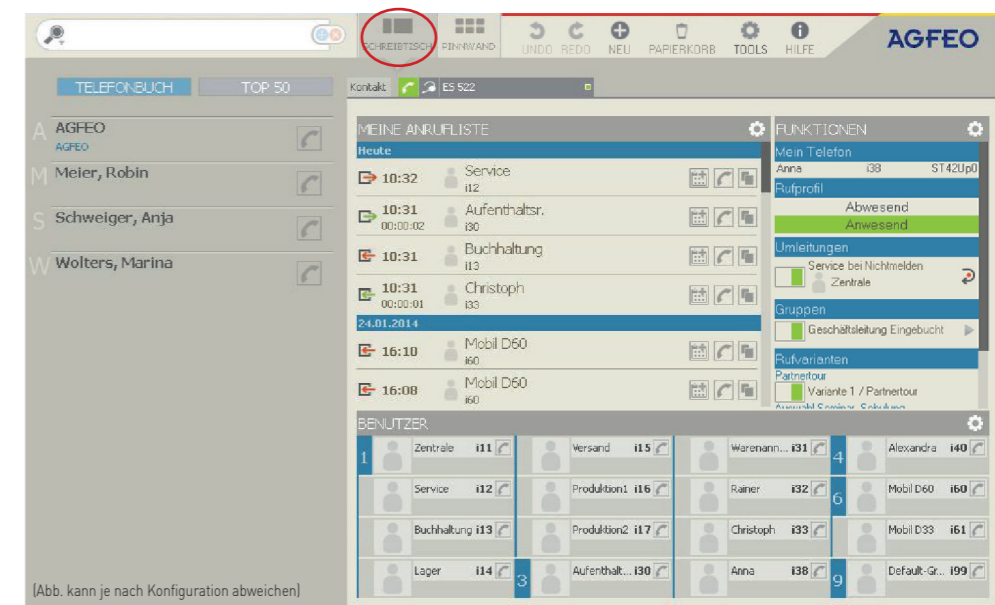 SCHREIBTISCH PINNWAND UNDO REDO NEU PAPIERKORB TOOLS HILFE AGFEO
TELEFONBUCH TOP 50
Kontakt ES 522
A AGFEO
AGFEO
M Meier, Robin
S Schweiger, Anja
W Wolters, Marina
MEINE ANRUFLISTE
Heute
10:32 Service
i12
10:31 Aufenthaltsr.
00:00:02 i30
10:31 Buchhaltung
i13
10:31 Christoph
00:00:01 i33
24.01.2014
16:10 Mobil D60
i60
16:08 Mobil D60
i60
FUNKTIONEN
Mein Telefon
Anna i38 ST42Up0
Rufprofil
Abwesend
Anwesend
Umleitungen
Service bei Nichtmelden
Zentrale
Gruppen
Geschäftsleitung Eingebucht
Rufvarianten
Partnertour
Variante 1 / Partnertour
Auswahl Seminar, Schulung
BENUTZER
1 Zentrale i11 Versand i15 Warenann... i31 4 Alexandra i40
Service i12 Produktion1 i16 Rainer i32 6 Mobil D60 i60
Buchhaltung i13 Produktion2 i17 Christoph i33 Mobil D33 i61
Lager i14 3 Aufenthalt... i30 Anna i38 9 Default-Gr... i99
(Abb. kann je nach Konfiguration abweichen)